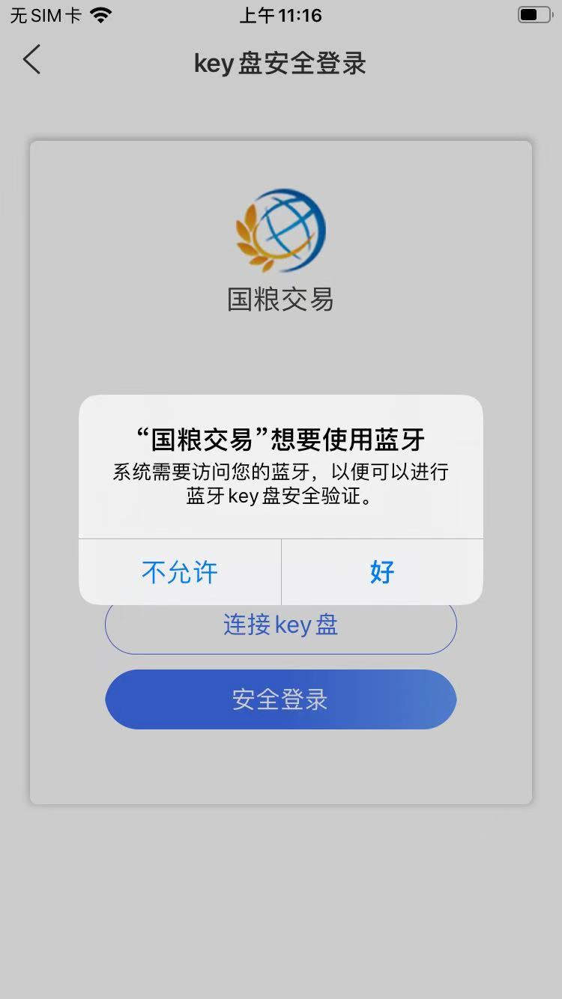 无SIM卡 上午11:16
key盘安全登录
国粮交易
“国粮交易”想要使用蓝牙
系统需要访问您的蓝牙，以便可以进行
蓝牙key盘安全验证。
不允许 好
连接key盘
安全登录